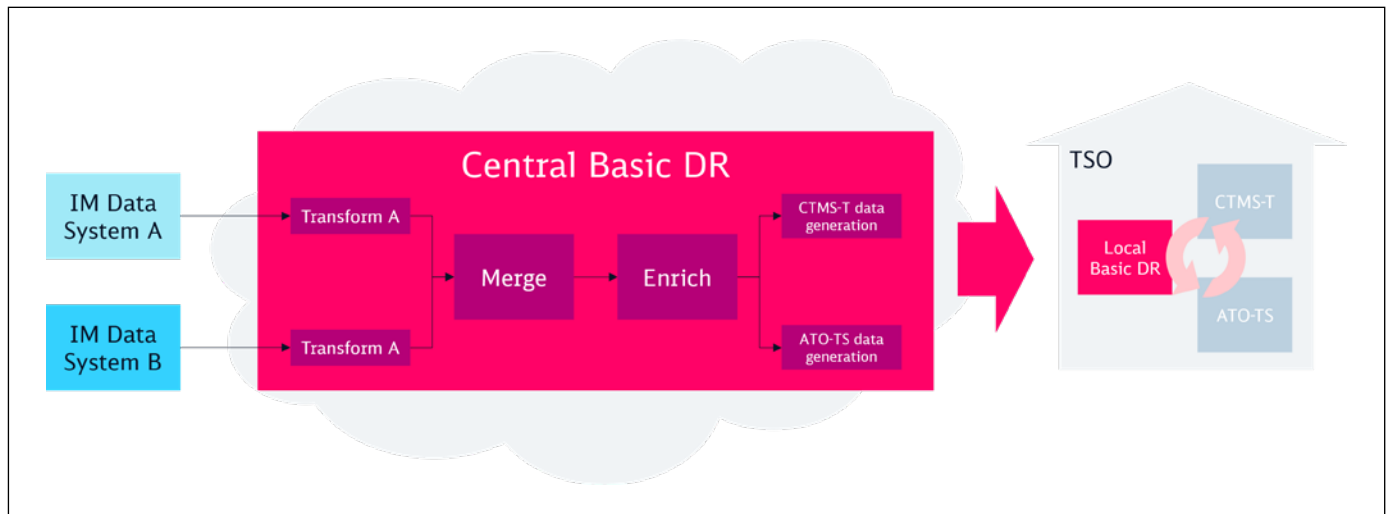 Central Basic DR
IM Data
System A
Transform A
Merge
Enrich
CTMS-T data
generation
IM Data
System B
Transform A
ATO-TS data
generation
TSO
CTMS-T
Local
Basic DR
ATO-TS